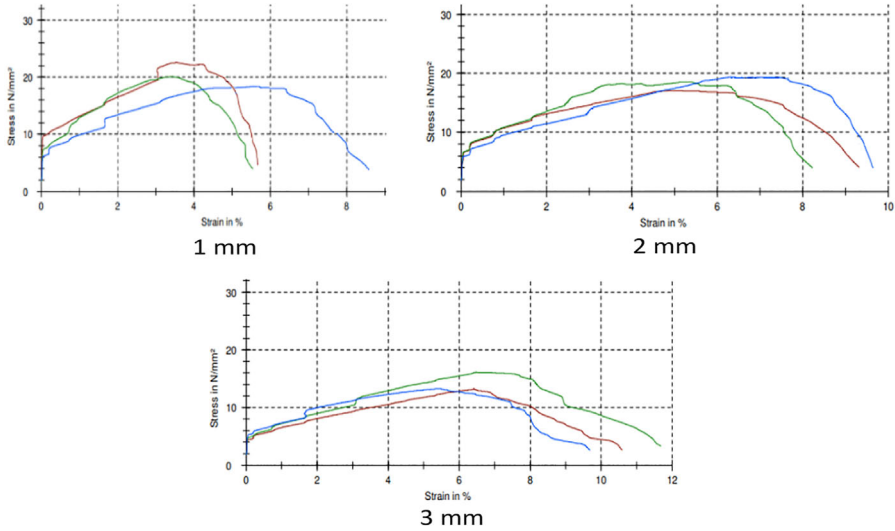 Stress in N/mm²
30
20
10
0
0 2 4 6 8
Strain in %
1 mm
Stress in N/mm²
30
20
10
0
0 2 4 6 8 10
Strain in %
2 mm
Stress in N/mm²
30
20
10
0
0 2 4 6 8 10 12
Strain in %
3 mm